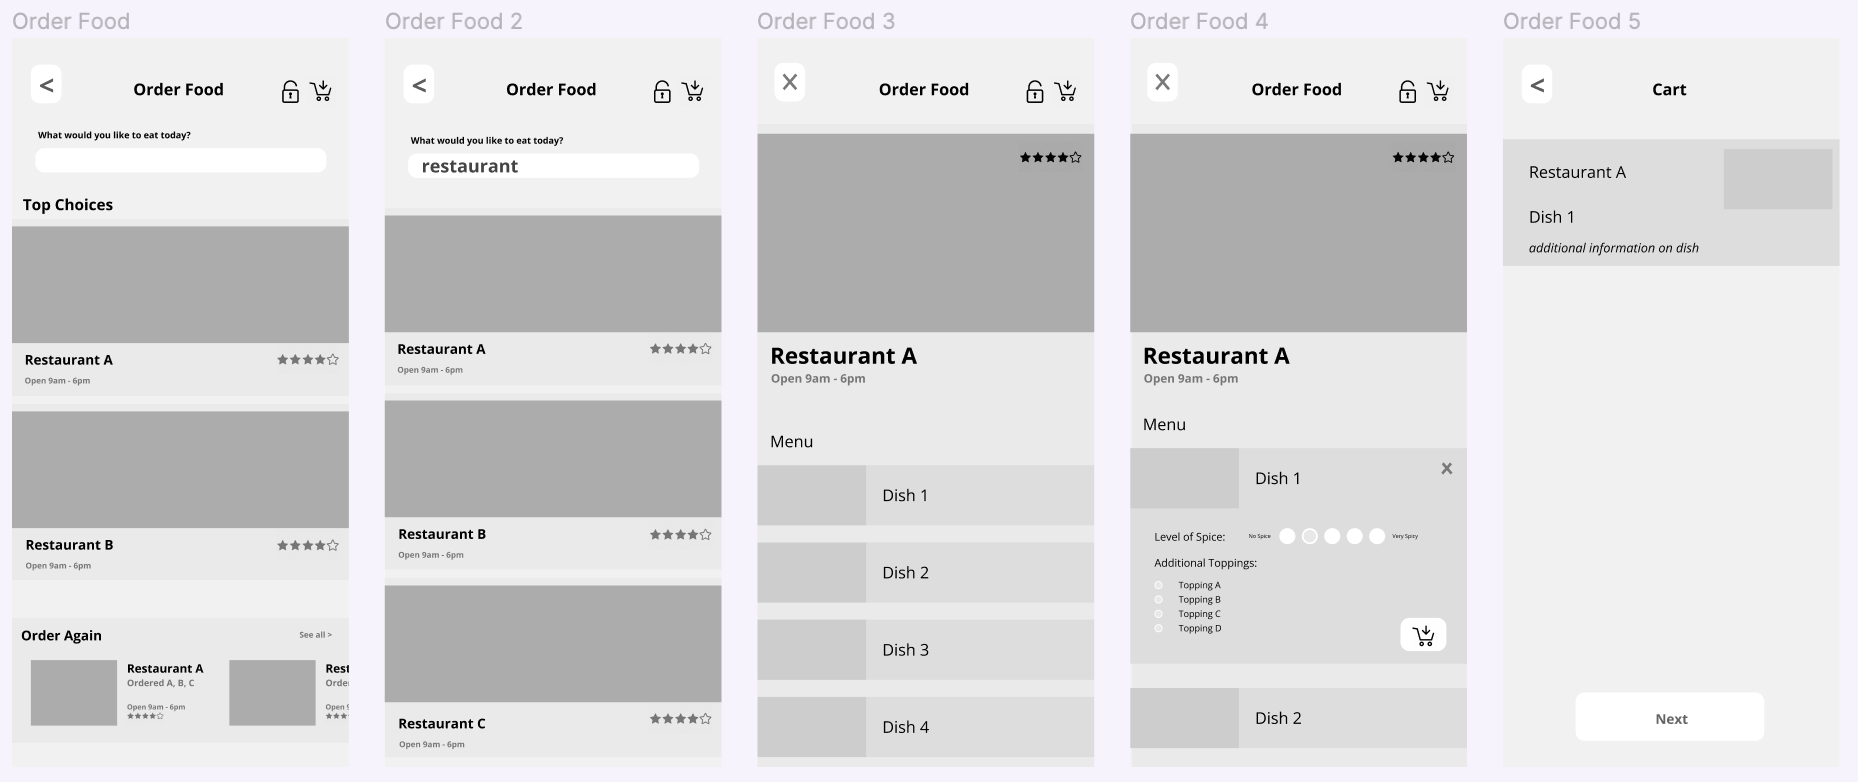 Order Food
<
Order Food
What would you like to eat today?
Top Choices
Restaurant A
Open 9am - 6pm
Restaurant B
Open 9am - 6pm
Order Again
See all >
Restaurant A
Ordered A, B, C
Open 9am - 6pm
Order Food 2
<
Order Food
What would you like to eat today?
restaurant
Restaurant A
Open 9am - 6pm
Restaurant B
Open 9am - 6pm
Restaurant C
Open 9am - 6pm
Order Food 3
X
Order Food
Restaurant A
Open 9am - 6pm
Menu
Dish 1
Dish 2
Dish 3
Dish 4
Order Food 4
X
Order Food
Restaurant A
Open 9am - 6pm
Menu
Dish 1
X
Level of Spice:
No Spice
Very Spicy
Additional Toppings:
Topping A
Topping B
Topping C
Topping D
Dish 2
Order Food 5
<
Cart
Restaurant A
Dish 1
additional information on dish
Next